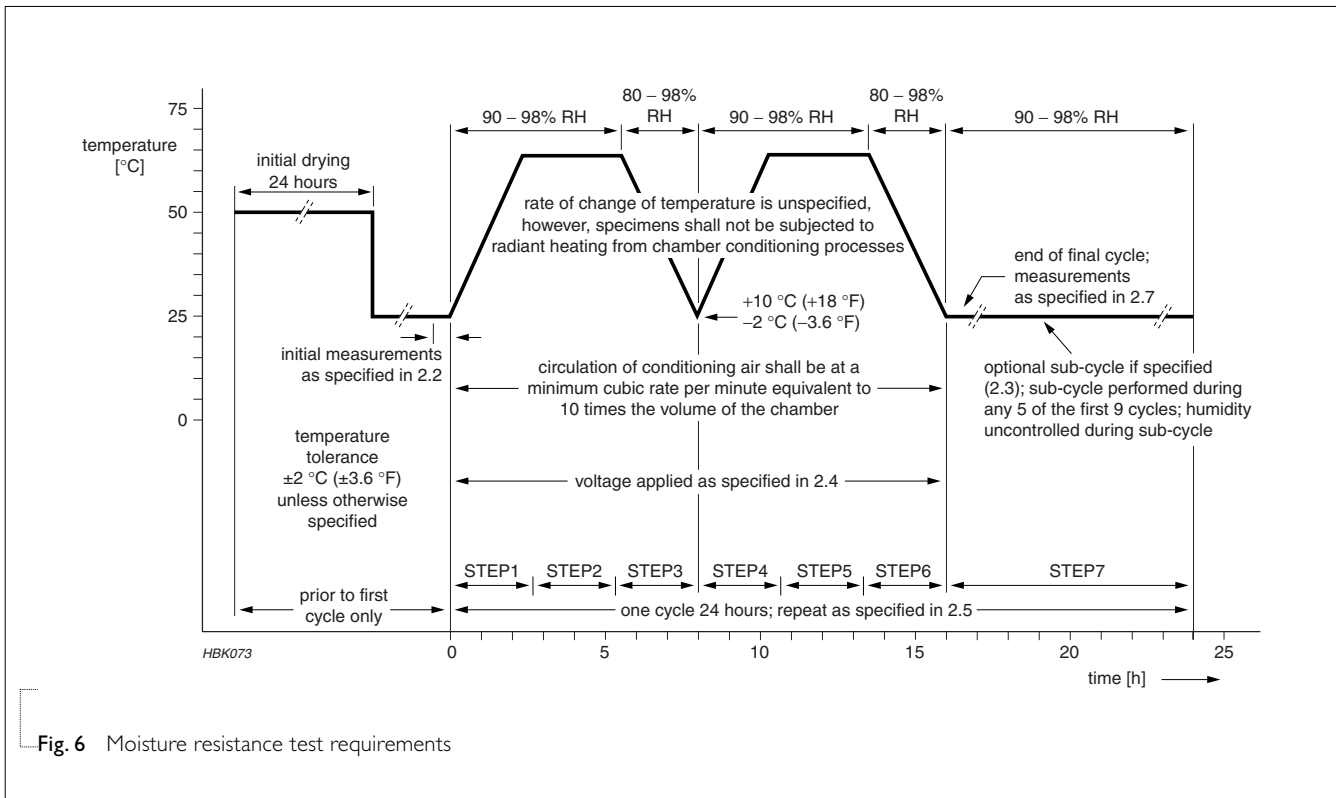 80 – 98%
RH
80 – 98%
RH
90 – 98% RH
90 – 98% RH
90 – 98% RH
75
50
25
0
temperature
[°C]
initial drying
24 hours
rate of change of temperature is unspecified,
however, specimens shall not be subjected to
radiant heating from chamber conditioning processes
end of final cycle;
measurements
as specified in 2.7
+10 °C (+18 °F)
−2 °C (−3.6 °F)
initial measurements
as specified in 2.2
circulation of conditioning air shall be at a
minimum cubic rate per minute equivalent to
10 times the volume of the chamber
optional sub-cycle if specified
(2.3); sub-cycle performed during
any 5 of the first 9 cycles; humidity
uncontrolled during sub-cycle
temperature
tolerance
±2 °C (±3.6 °F)
unless otherwise
specified
voltage applied as specified in 2.4
STEP1 STEP2 STEP3 STEP4 STEP5 STEP6 STEP7
prior to first
cycle only
one cycle 24 hours; repeat as specified in 2.5
HBK073
0 5 10 15 20 25
time [h]
Fig. 6 Moisture resistance test requirements